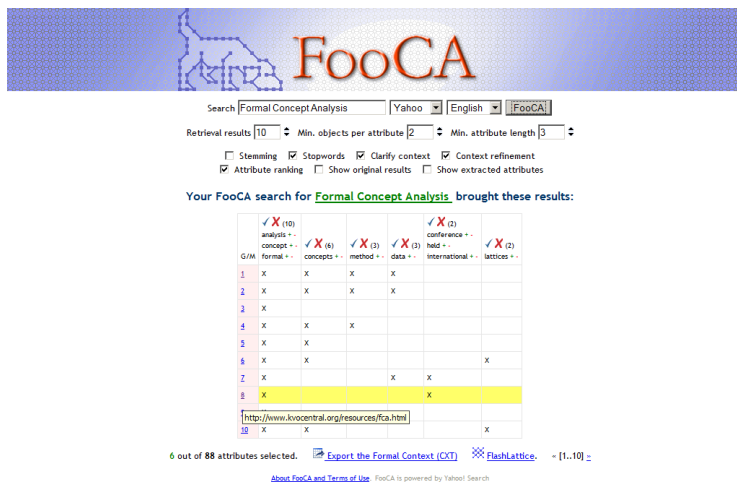 FooCA
Search Formal Concept Analysis Yahoo English FooCA
Retrieval results 10 Min. objects per attribute 2 Min. attribute length 3
Stemming Stopwords Clarify context Context refinement
Attribute ranking Show original results Show extracted attributes
Your FooCA search for Formal Concept Analysis brought these results:
✓ X (10) ✓ X (2)
analysis + - conference + -
concept + - ✓ X (6) ✓ X (3) ✓ X (3) held + - ✓ X (2)
G/M formal + - concepts + - method + - data + - international + - lattices + -
1 X X X X
2 X X X X
3 X
4 X X X
5 X X
6 X X X
7 X X X
8 X X
http://www.kvocentral.org/resources/fca.html
10 X X X
6 out of 88 attributes selected. Export the Formal Context (CXT) FlashLattice. « [1..10] »
About FooCA and Terms of Use. FooCA is powered by Yahoo! Search